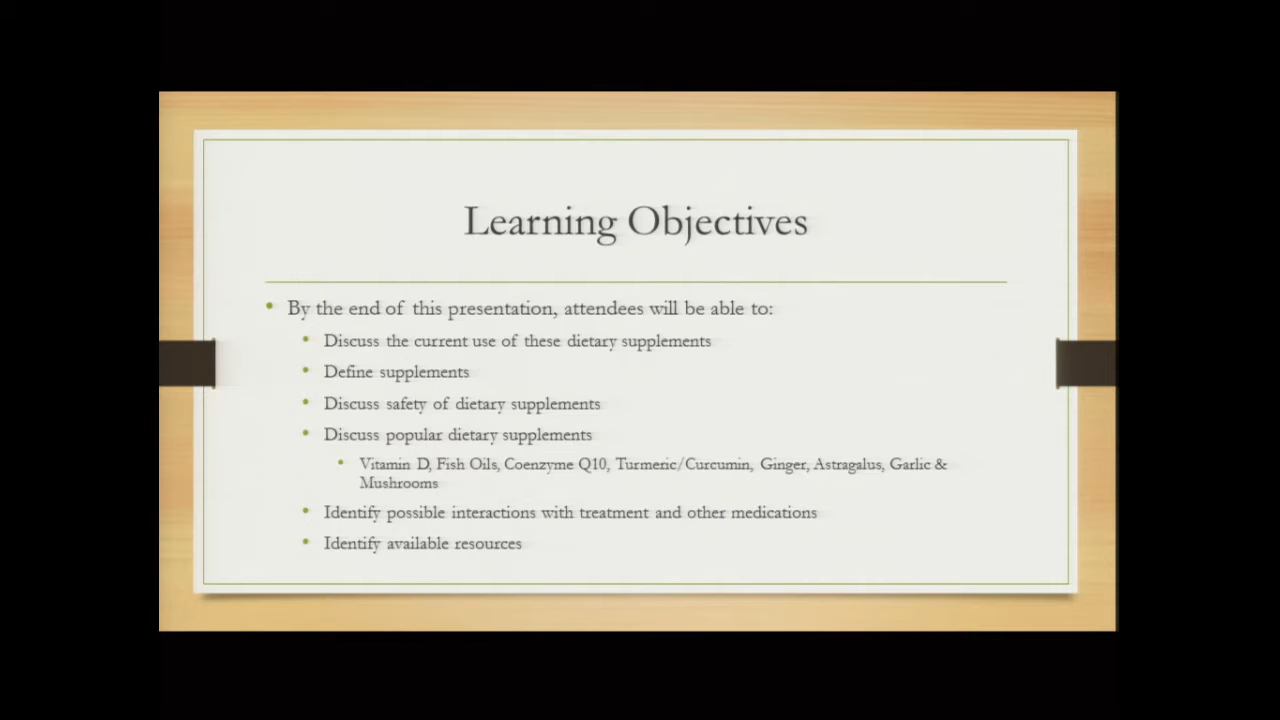 Learning Objectives
• By the end of this presentation, attendees will be able to:
• Discuss the current use of these dietary supplements
• Define supplements
• Discuss safety of dietary supplements
• Discuss popular dietary supplements
• Vitamin D, Fish Oils, Coenzyme Q10, Turmeric/Curcumin, Ginger, Astragalus, Garlic &
Mushrooms
• Identify possible interactions with treatment and other medications
• Identify available resources